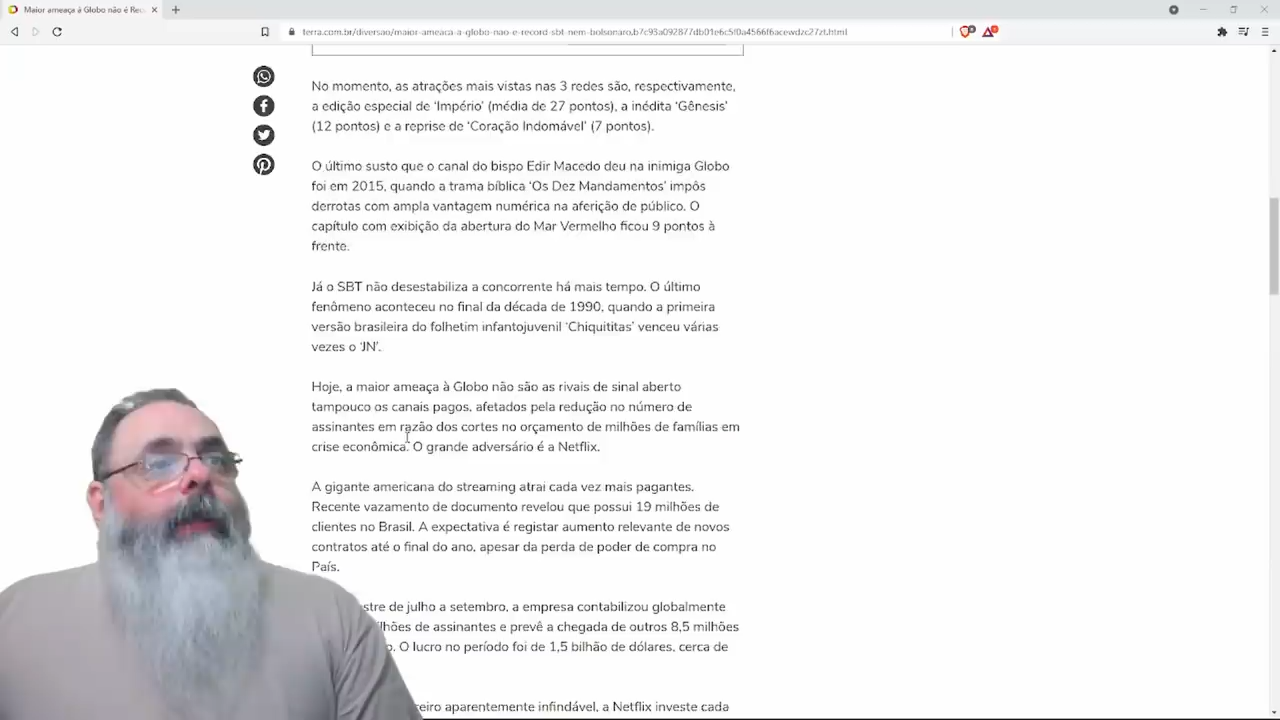 Maior ameaça à Globo não é Rec
terra.com.br/diversao/maior-ameaca-a-globo-nao-e-record-sbt-nem-bolsonaro,b7c93a092877db01e6c5f0a4566f6acewdzc27zt.html
No momento, as atrações mais vistas nas 3 redes são, respectivamente,
a edição especial de ‘Império’ (média de 27 pontos), a inédita ‘Gênesis’
(12 pontos) e a reprise de ‘Coração Indomável’ (7 pontos).
O último susto que o canal do bispo Edir Macedo deu na inimiga Globo
foi em 2015, quando a trama bíblica ‘Os Dez Mandamentos’ impôs
derrotas com ampla vantagem numérica na aferição de público. O
capítulo com exibição da abertura do Mar Vermelho ficou 9 pontos à
frente.
Já o SBT não desestabiliza a concorrente há mais tempo. O último
fenômeno aconteceu no final da década de 1990, quando a primeira
versão brasileira do folhetim infantojuvenil ‘Chiquititas’ venceu várias
vezes o ‘JN’.
Hoje, a maior ameaça à Globo não são as rivais de sinal aberto
tampouco os canais pagos, afetados pela redução no número de
assinantes em razão dos cortes no orçamento de milhões de famílias em
crise econômica. O grande adversário é a Netflix.
A gigante americana do streaming atrai cada vez mais pagantes.
Recente vazamento de documento revelou que possui 19 milhões de
clientes no Brasil. A expectativa é registar aumento relevante de novos
contratos até o final do ano, apesar da perda de poder de compra no
País.
stre de julho a setembro, a empresa contabilizou globalmente
lhões de assinantes e prevê a chegada de outros 8,5 milhões
o. O lucro no período foi de 1,5 bilhão de dólares, cerca de
ceiro aparentemente infindável, a Netflix investe cada